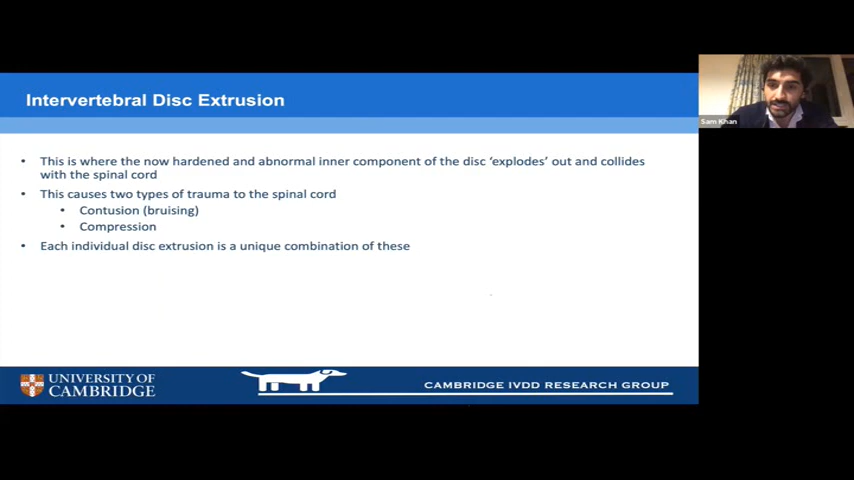 Intervertebral Disc Extrusion
Sam Khan
• This is where the now hardened and abnormal inner component of the disc 'explodes' out and collides
with the spinal cord
• This causes two types of trauma to the spinal cord
• Contusion (bruising)
• Compression
• Each individual disc extrusion is a unique combination of these
UNIVERSITY OF
CAMBRIDGE
CAMBRIDGE IVDD RESEARCH GROUP